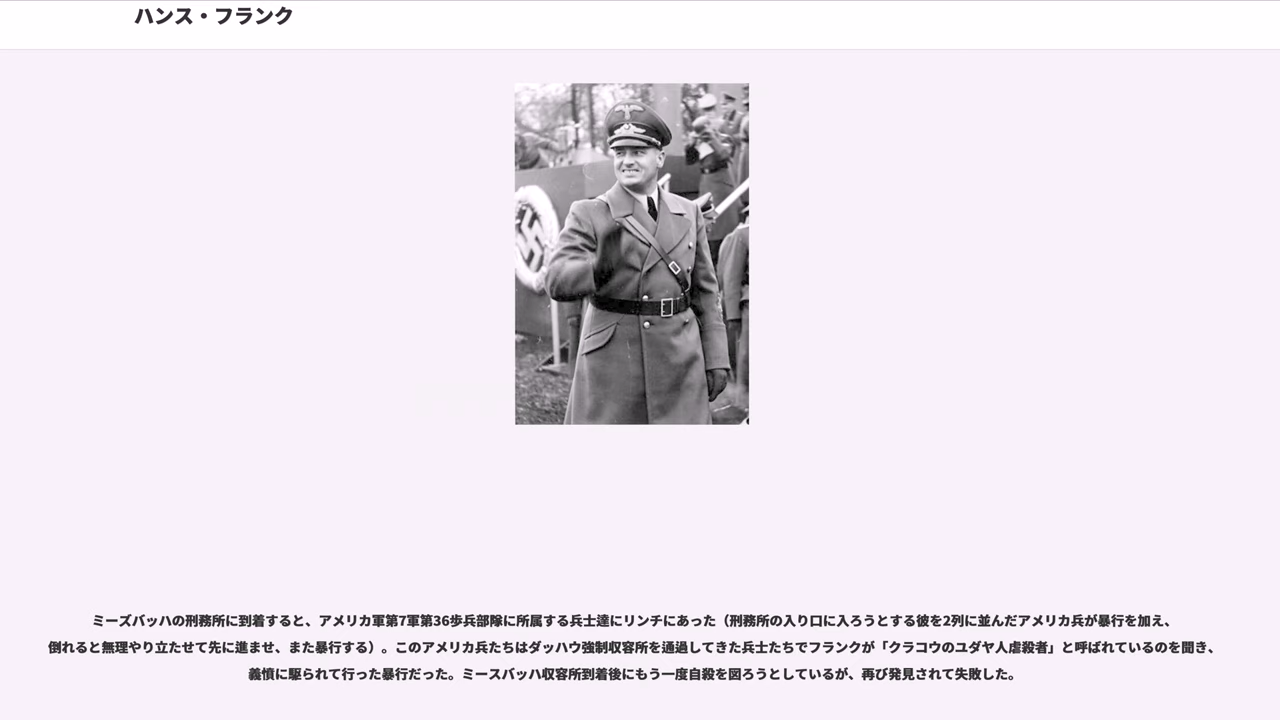 ハンス・フランク
ミーズバッハの刑務所に到着すると、アメリカ軍第7軍第36歩兵部隊に所属する兵士達にリンチにあった（刑務所の入り口に入ろうとする彼を2列に並んだアメリカ兵が暴行を加え、
倒れると無理やり立たせて先に進ませ、また暴行する）。このアメリカ兵たちはダッハウ強制収容所を通過してきた兵士たちでフランクが「クラコウのユダヤ人虐殺者」と呼ばれているのを聞き、
義憤に駆られて行った暴行だった。ミースバッハ収容所到着後にもう一度自殺を図ろうとしているが、再び発見されて失敗した。